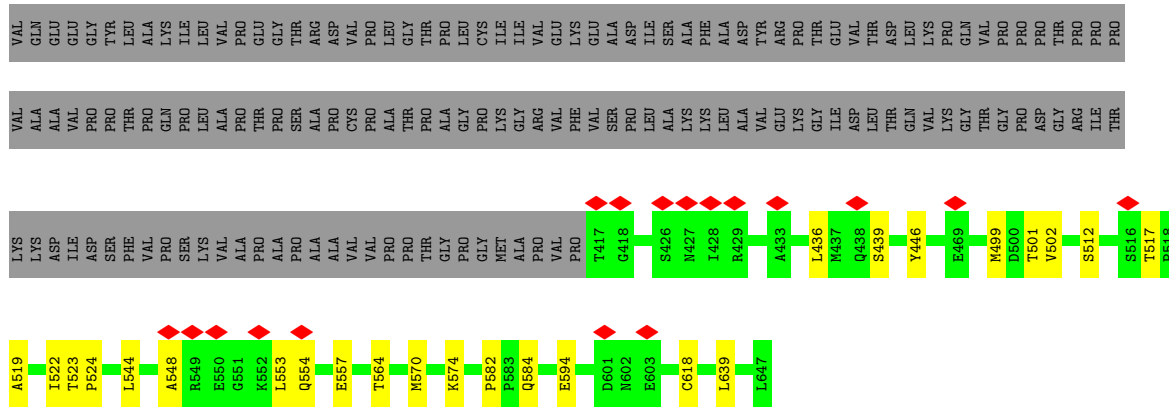 VAL GLN GLU GLU GLY TYR LEU ALA LYS ILE LEU VAL PRO GLU GLY THR ARG ASP VAL PRO LEU GLY THR PRO LEU CYS ILE ILE VAL GLU LYS GLU ALA ASP ILE SER ALA PHE ALA ASP TYR ARG PRO THR GLU VAL THR ASP LEU LYS PRO GLN VAL PRO PRO PRO THR PRO PRO PRO
VAL ALA ALA VAL PRO PRO THR PRO GLN PRO LEU ALA PRO THR PRO SER ALA PRO CYS PRO ALA THR PRO ALA GLY PRO LYS GLY ARG VAL PHE VAL SER PRO LEU ALA LYS LYS LEU ALA VAL GLU LYS GLY ILE ASP LEU THR GLN VAL LYS GLY THR GLY PRO ASP GLY ARG ILE THR
LYS LYS ASP ILE ASP SER PHE VAL PRO SER LYS VAL ALA PRO ALA PRO ALA ALA VAL VAL PRO PRO THR GLY PRO GLY MET ALA PRO VAL PRO T417 G418 S426 N427 I428 R429 A433 L436 M437 Q438 S439 Y446 E469 M499 D500 T501 V502 S512 S516 T517 P518
A519 I522 T523 P524 L544 A548 R549 E550 G551 K552 L553 Q554 E557 T564 M570 K574 P582 P583 Q584 E594 D601 N602 E603 C618 L639 L647